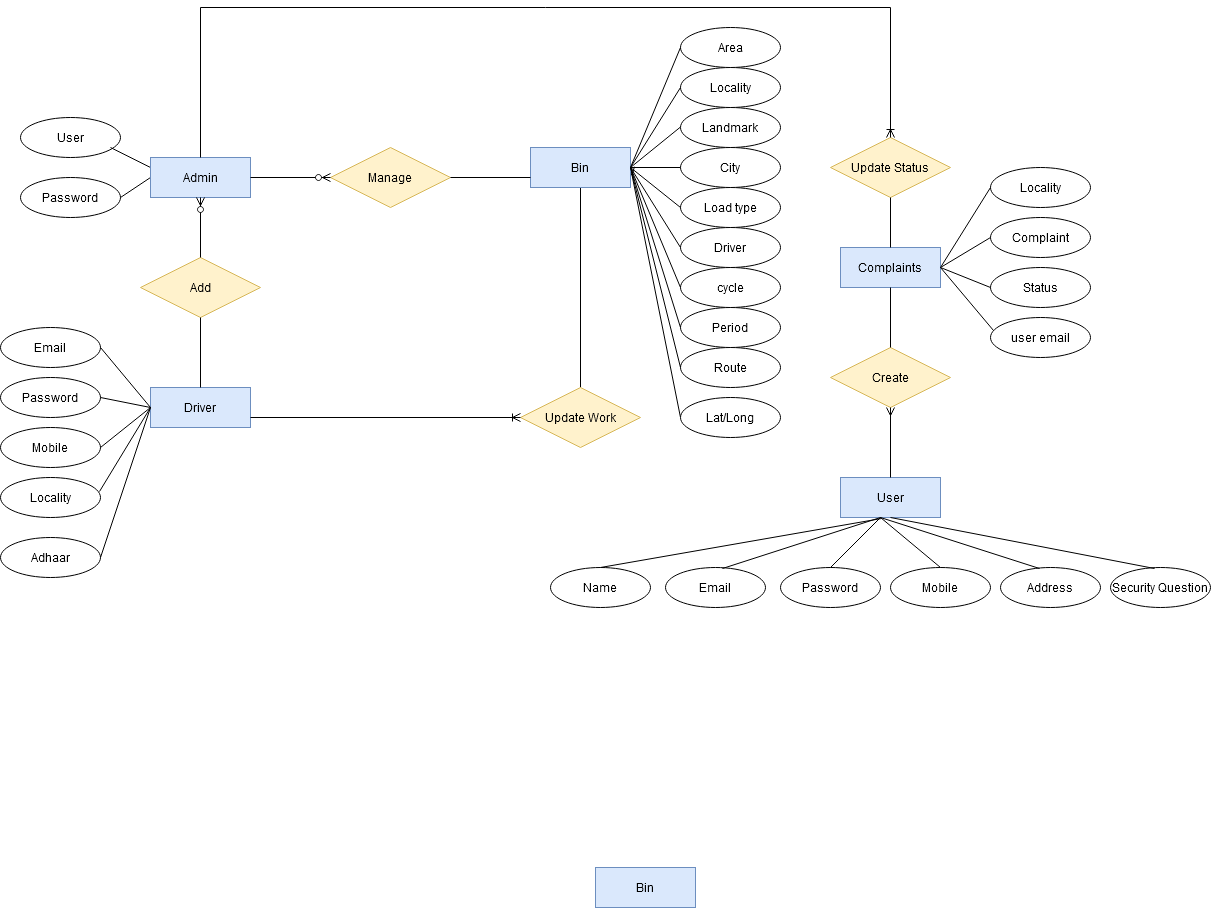 Area
Locality
Landmark
User
Bin
City
Update Status
Admin
Manage
Password
Locality
Load type
Complaint
Driver
Complaints
Add
cycle
Status
Period
user email
Email
Route
Create
Password
Driver
Update Work
Lat/Long
Mobile
Locality
User
Adhaar
Name
Email
Password
Mobile
Address
Security Question
Bin